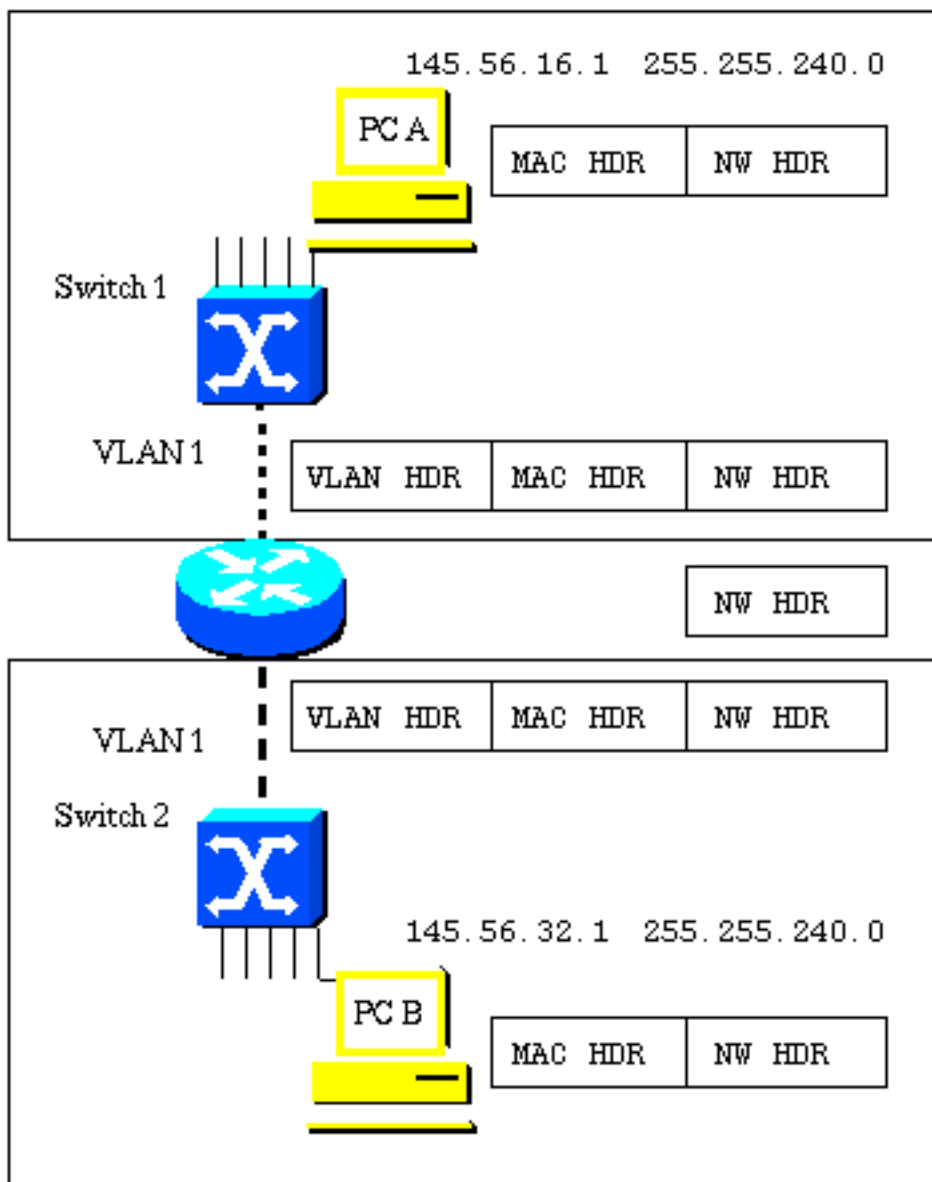 145.56.16.1 255.255.240.0
PC A
MAC HDR NW HDR
Switch 1
VLAN 1
VLAN HDR MAC HDR NW HDR
NW HDR
VLAN HDR MAC HDR NW HDR
VLAN 1
Switch 2
145.56.32.1 255.255.240.0
PC B
MAC HDR NW HDR